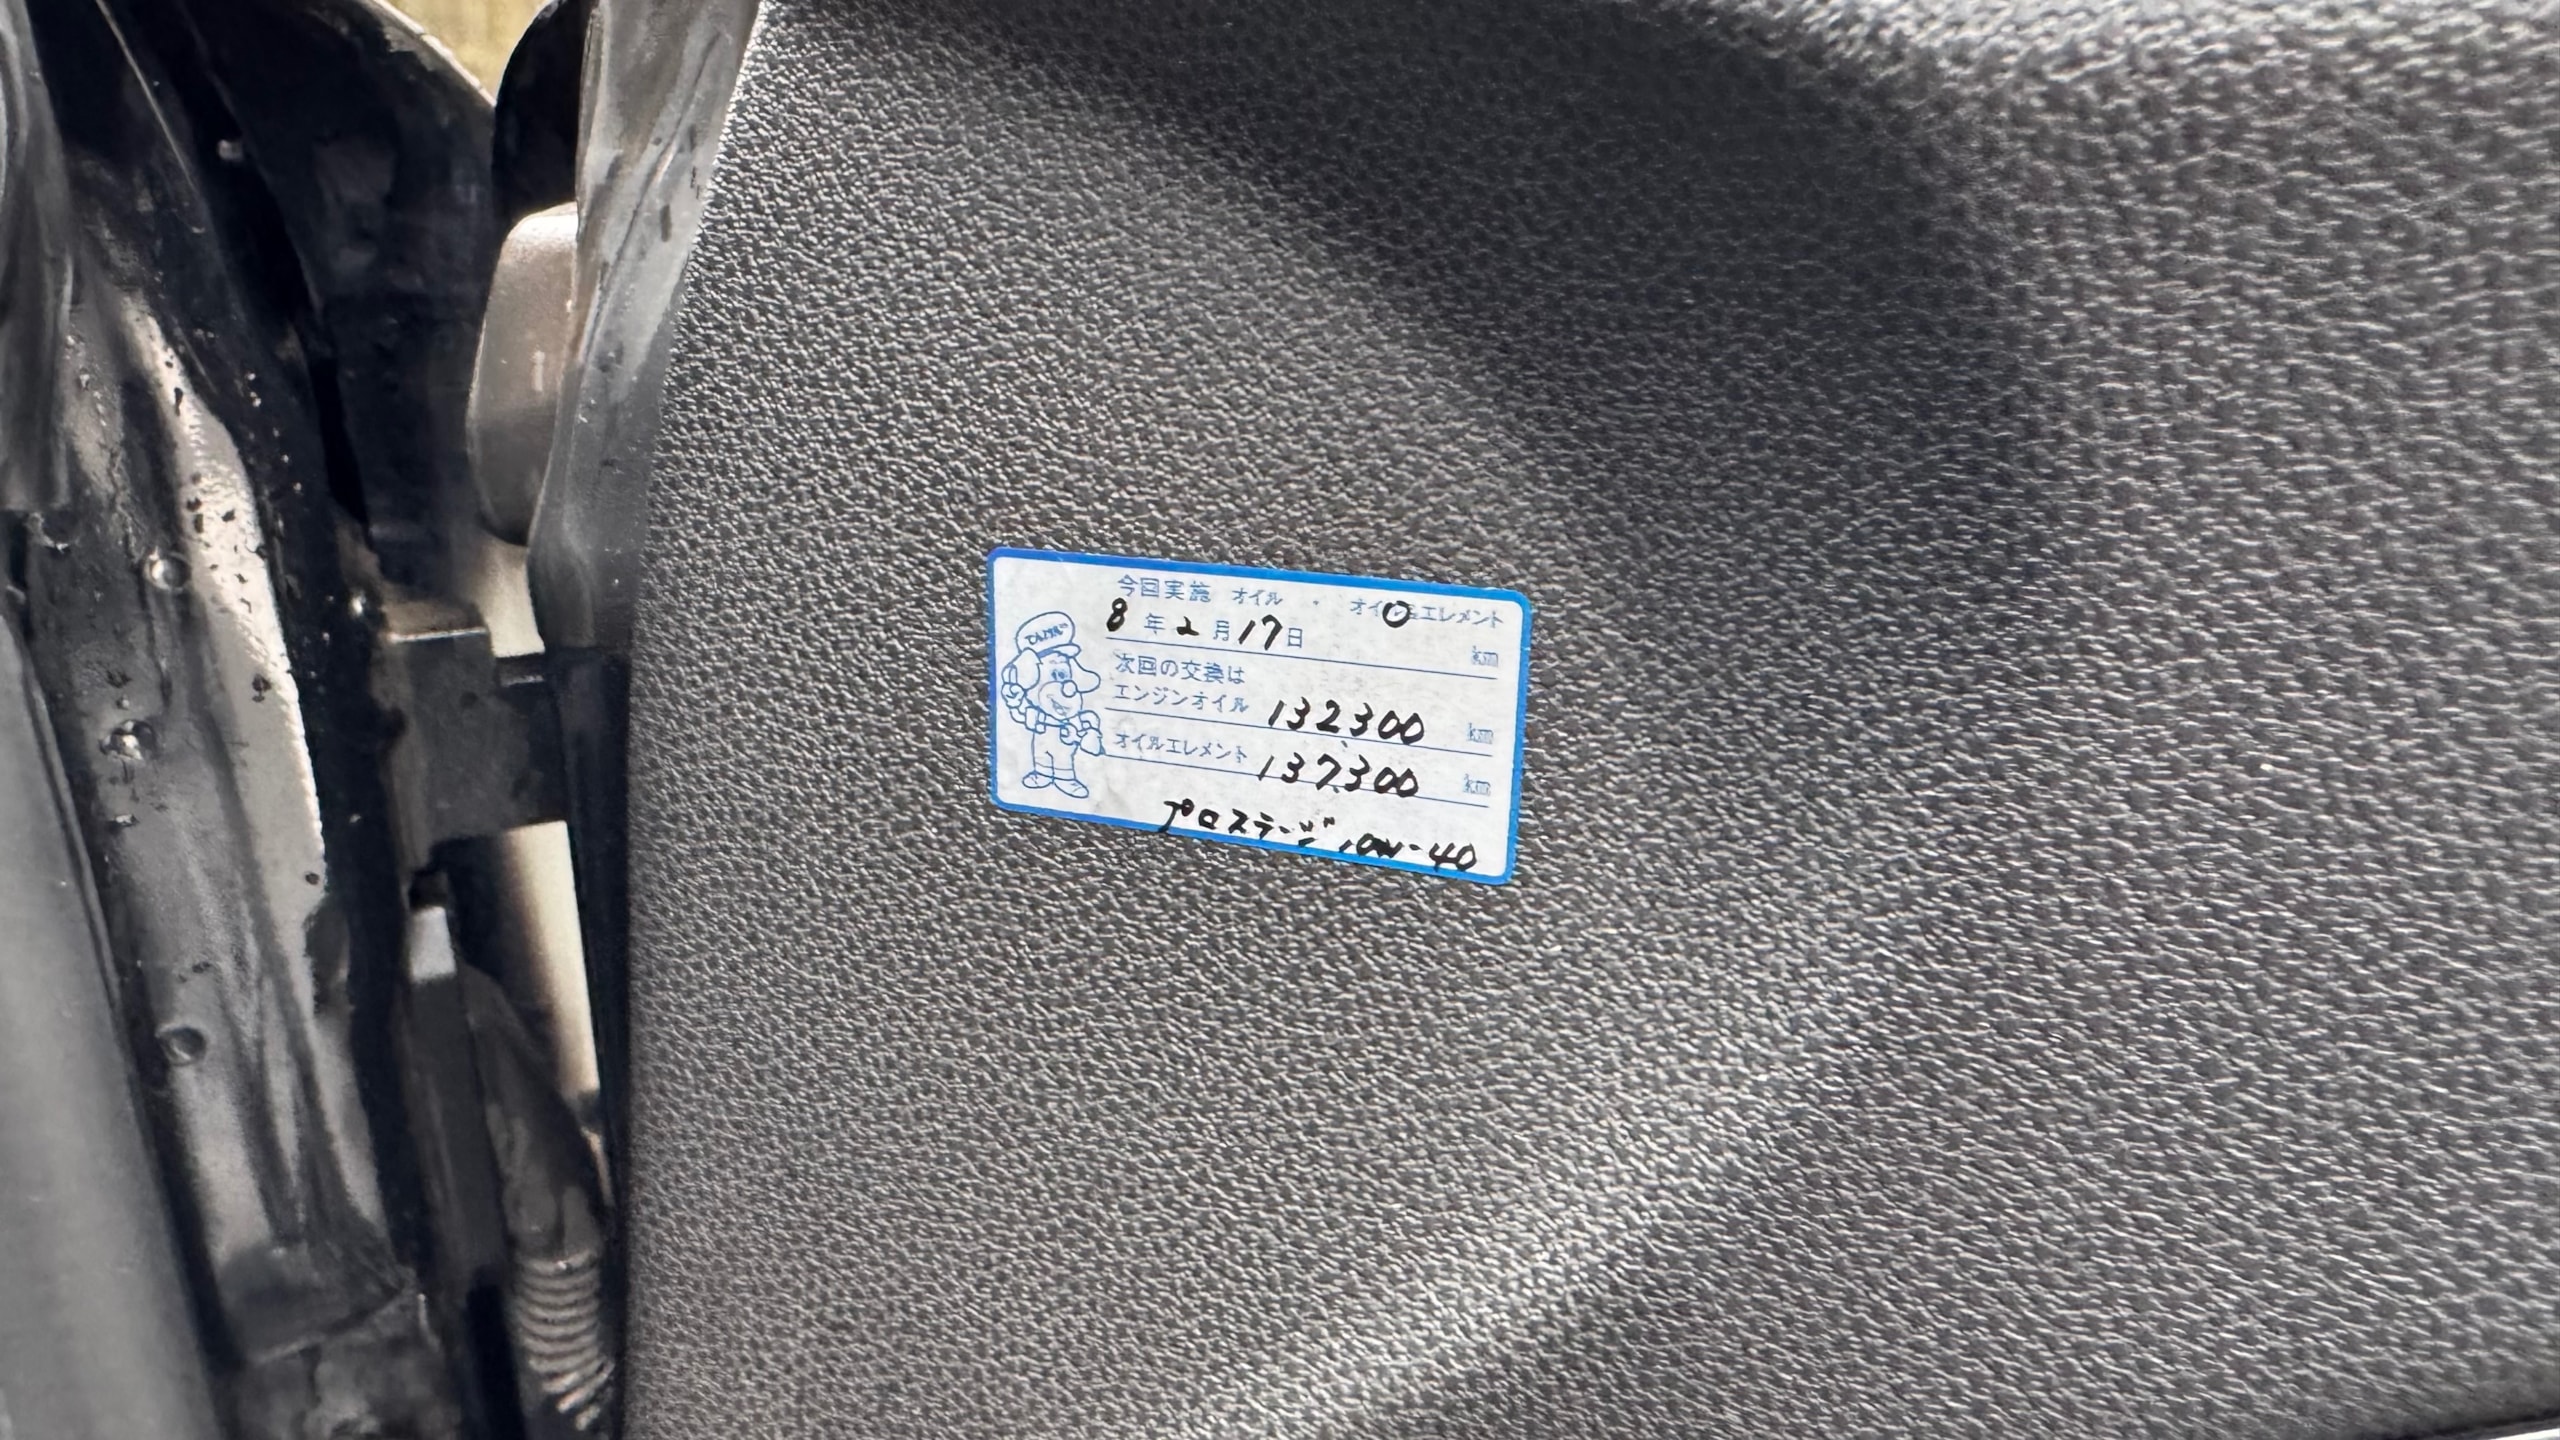 今回実施 オイル ・ オイルエレメント
8年2月17日 km
次回の交換は
エンジンオイル 132300 km
オイルエレメント 137300 km
プロステージ 10W-40